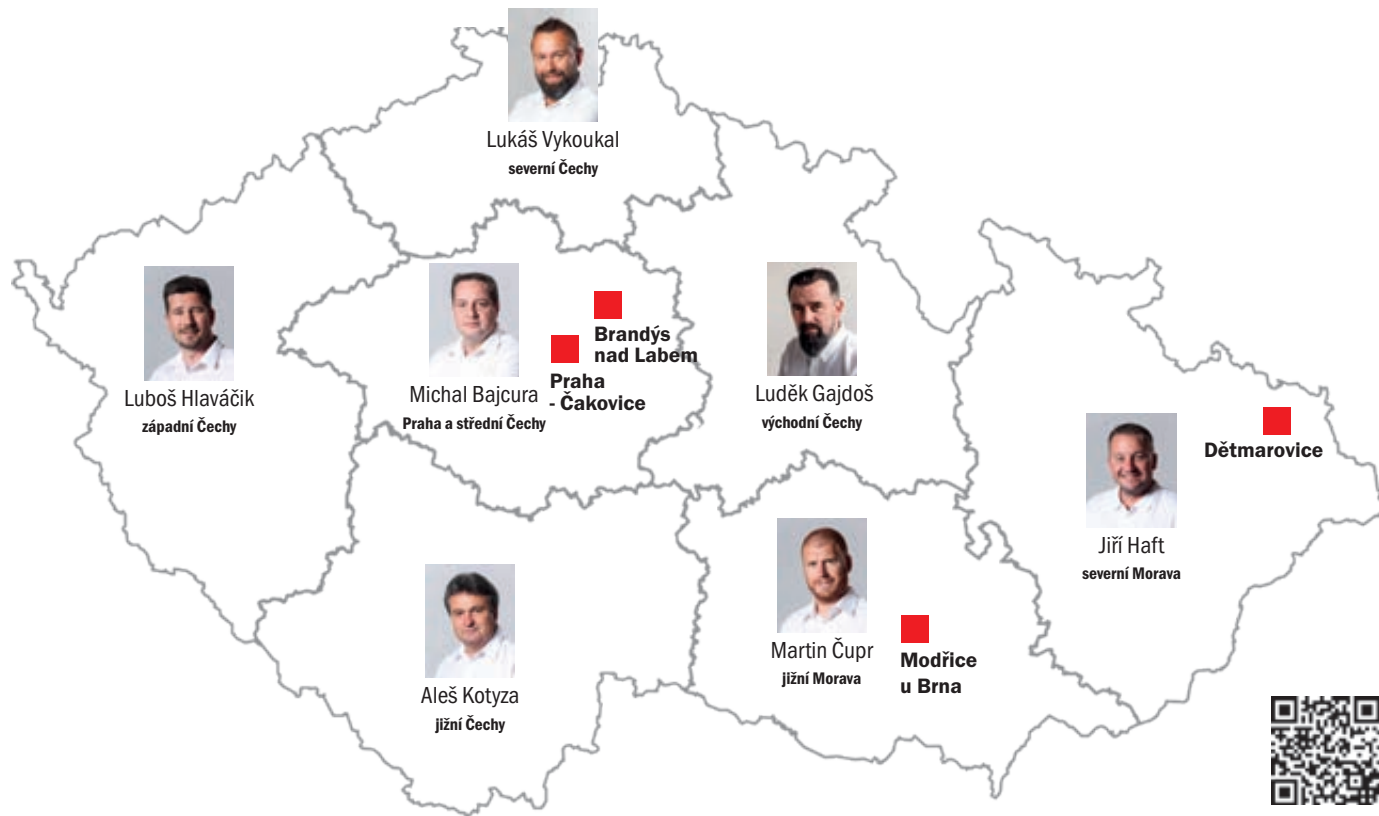 Lukáš Vykoukal
severní Čechy
Luboš Hlaváčik
západní Čechy
Michal Bajcura
Praha a střední Čechy
Brandýs
nad Labem
Praha
- Čakovice
Luděk Gajdoš
východní Čechy
Dětmarovice
Jiří Haft
severní Morava
Aleš Kotyza
jižní Čechy
Martin Čupr
jižní Morava
Modřice
u Brna